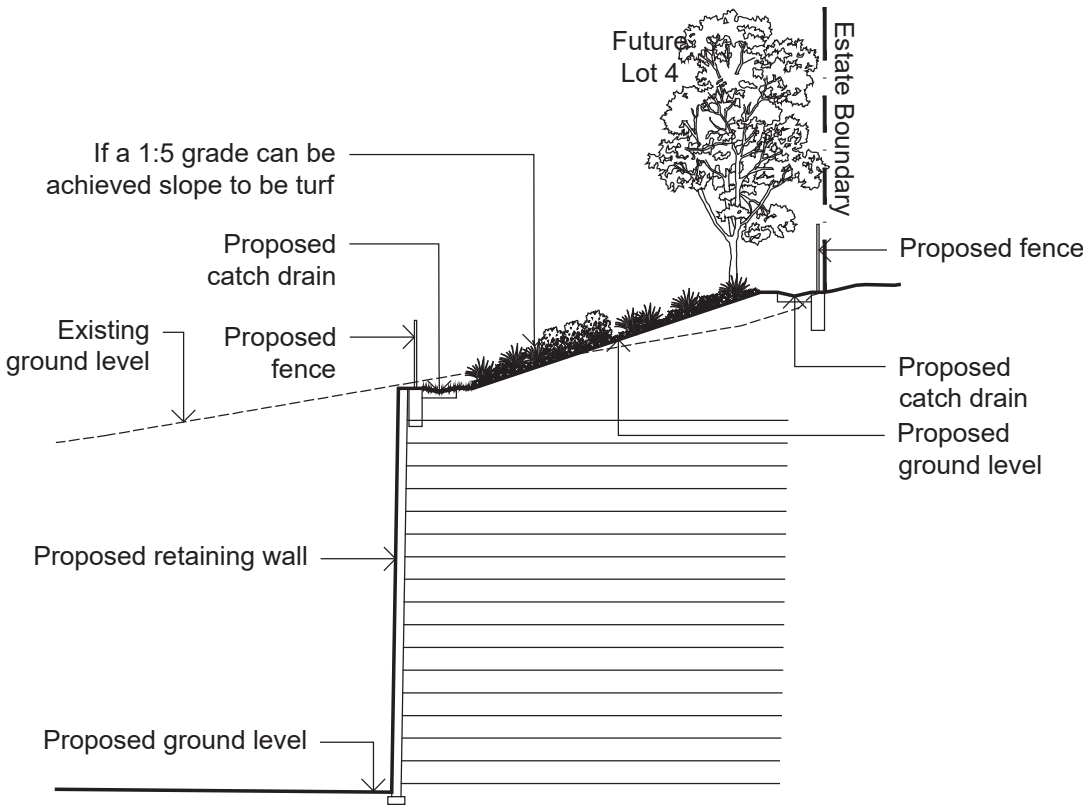 Future
Lot 4
Estate Boundary
If a 1:5 grade can be
achieved slope to be turf
Proposed
catch drain
Proposed fence
Existing
ground level
Proposed
fence
Proposed
catch drain
Proposed
ground level
Proposed retaining wall
Proposed ground level